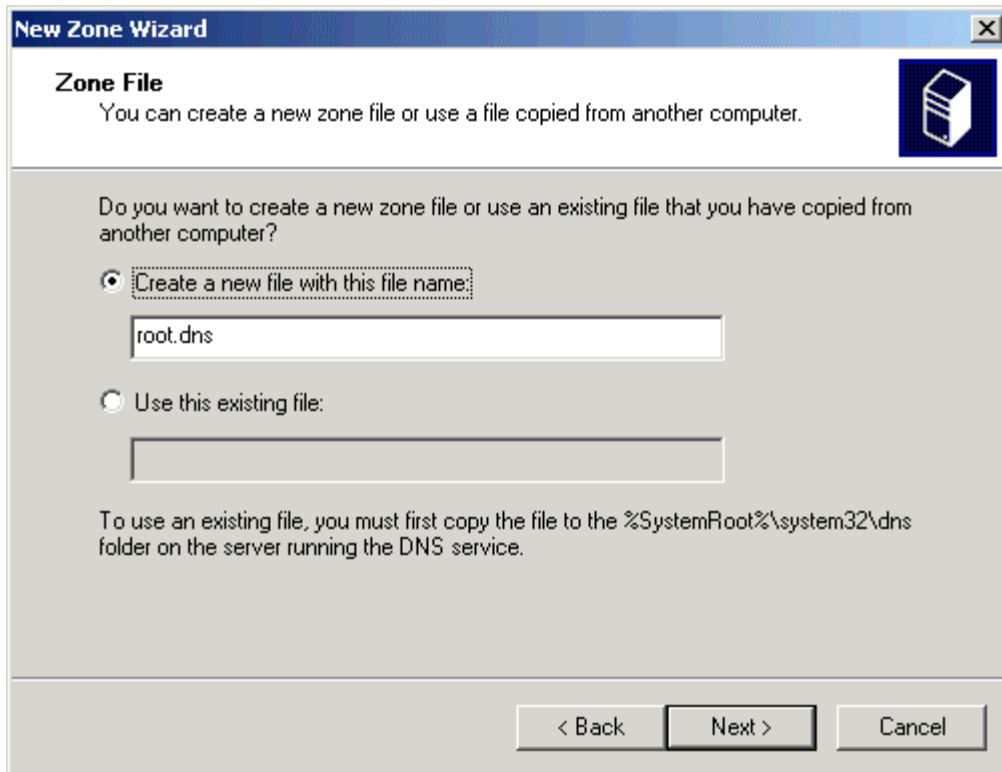 New Zone Wizard
Zone File
You can create a new zone file or use a file copied from another computer.
Do you want to create a new zone file or use an existing file that you have copied from
another computer?
Create a new file with this file name:
root.dns
Use this existing file:
To use an existing file, you must first copy the file to the %SystemRoot%\system32\dns
folder on the server running the DNS service.
< Back Next > Cancel